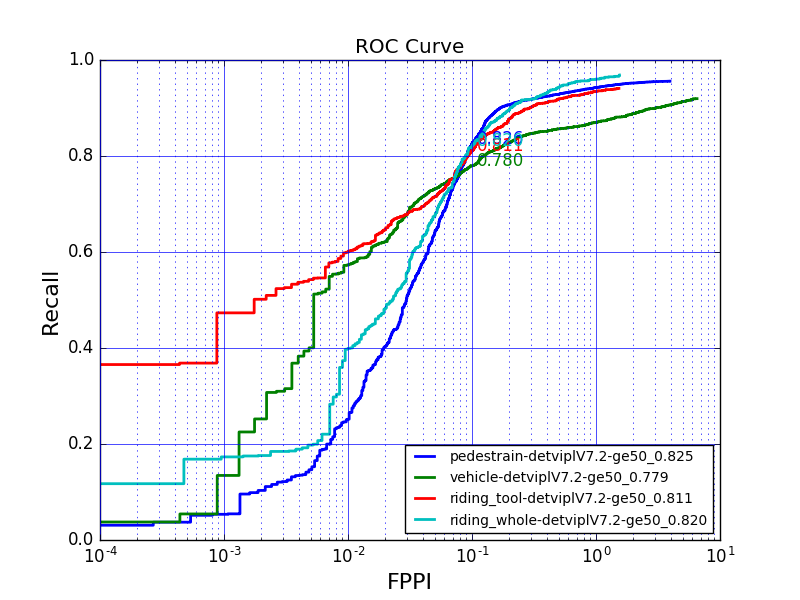 ROC Curve
1.0
0.8
0.6
0.4
0.2
0.0
Recall
0.811
0.780
pedestrain-detviplV7.2-ge50_0.825
vehicle-detviplV7.2-ge50_0.779
riding_tool-detviplV7.2-ge50_0.811
riding_whole-detviplV7.2-ge50_0.820
10^-4
10^-3
10^-2
10^-1
10^0
10^1
FPPI